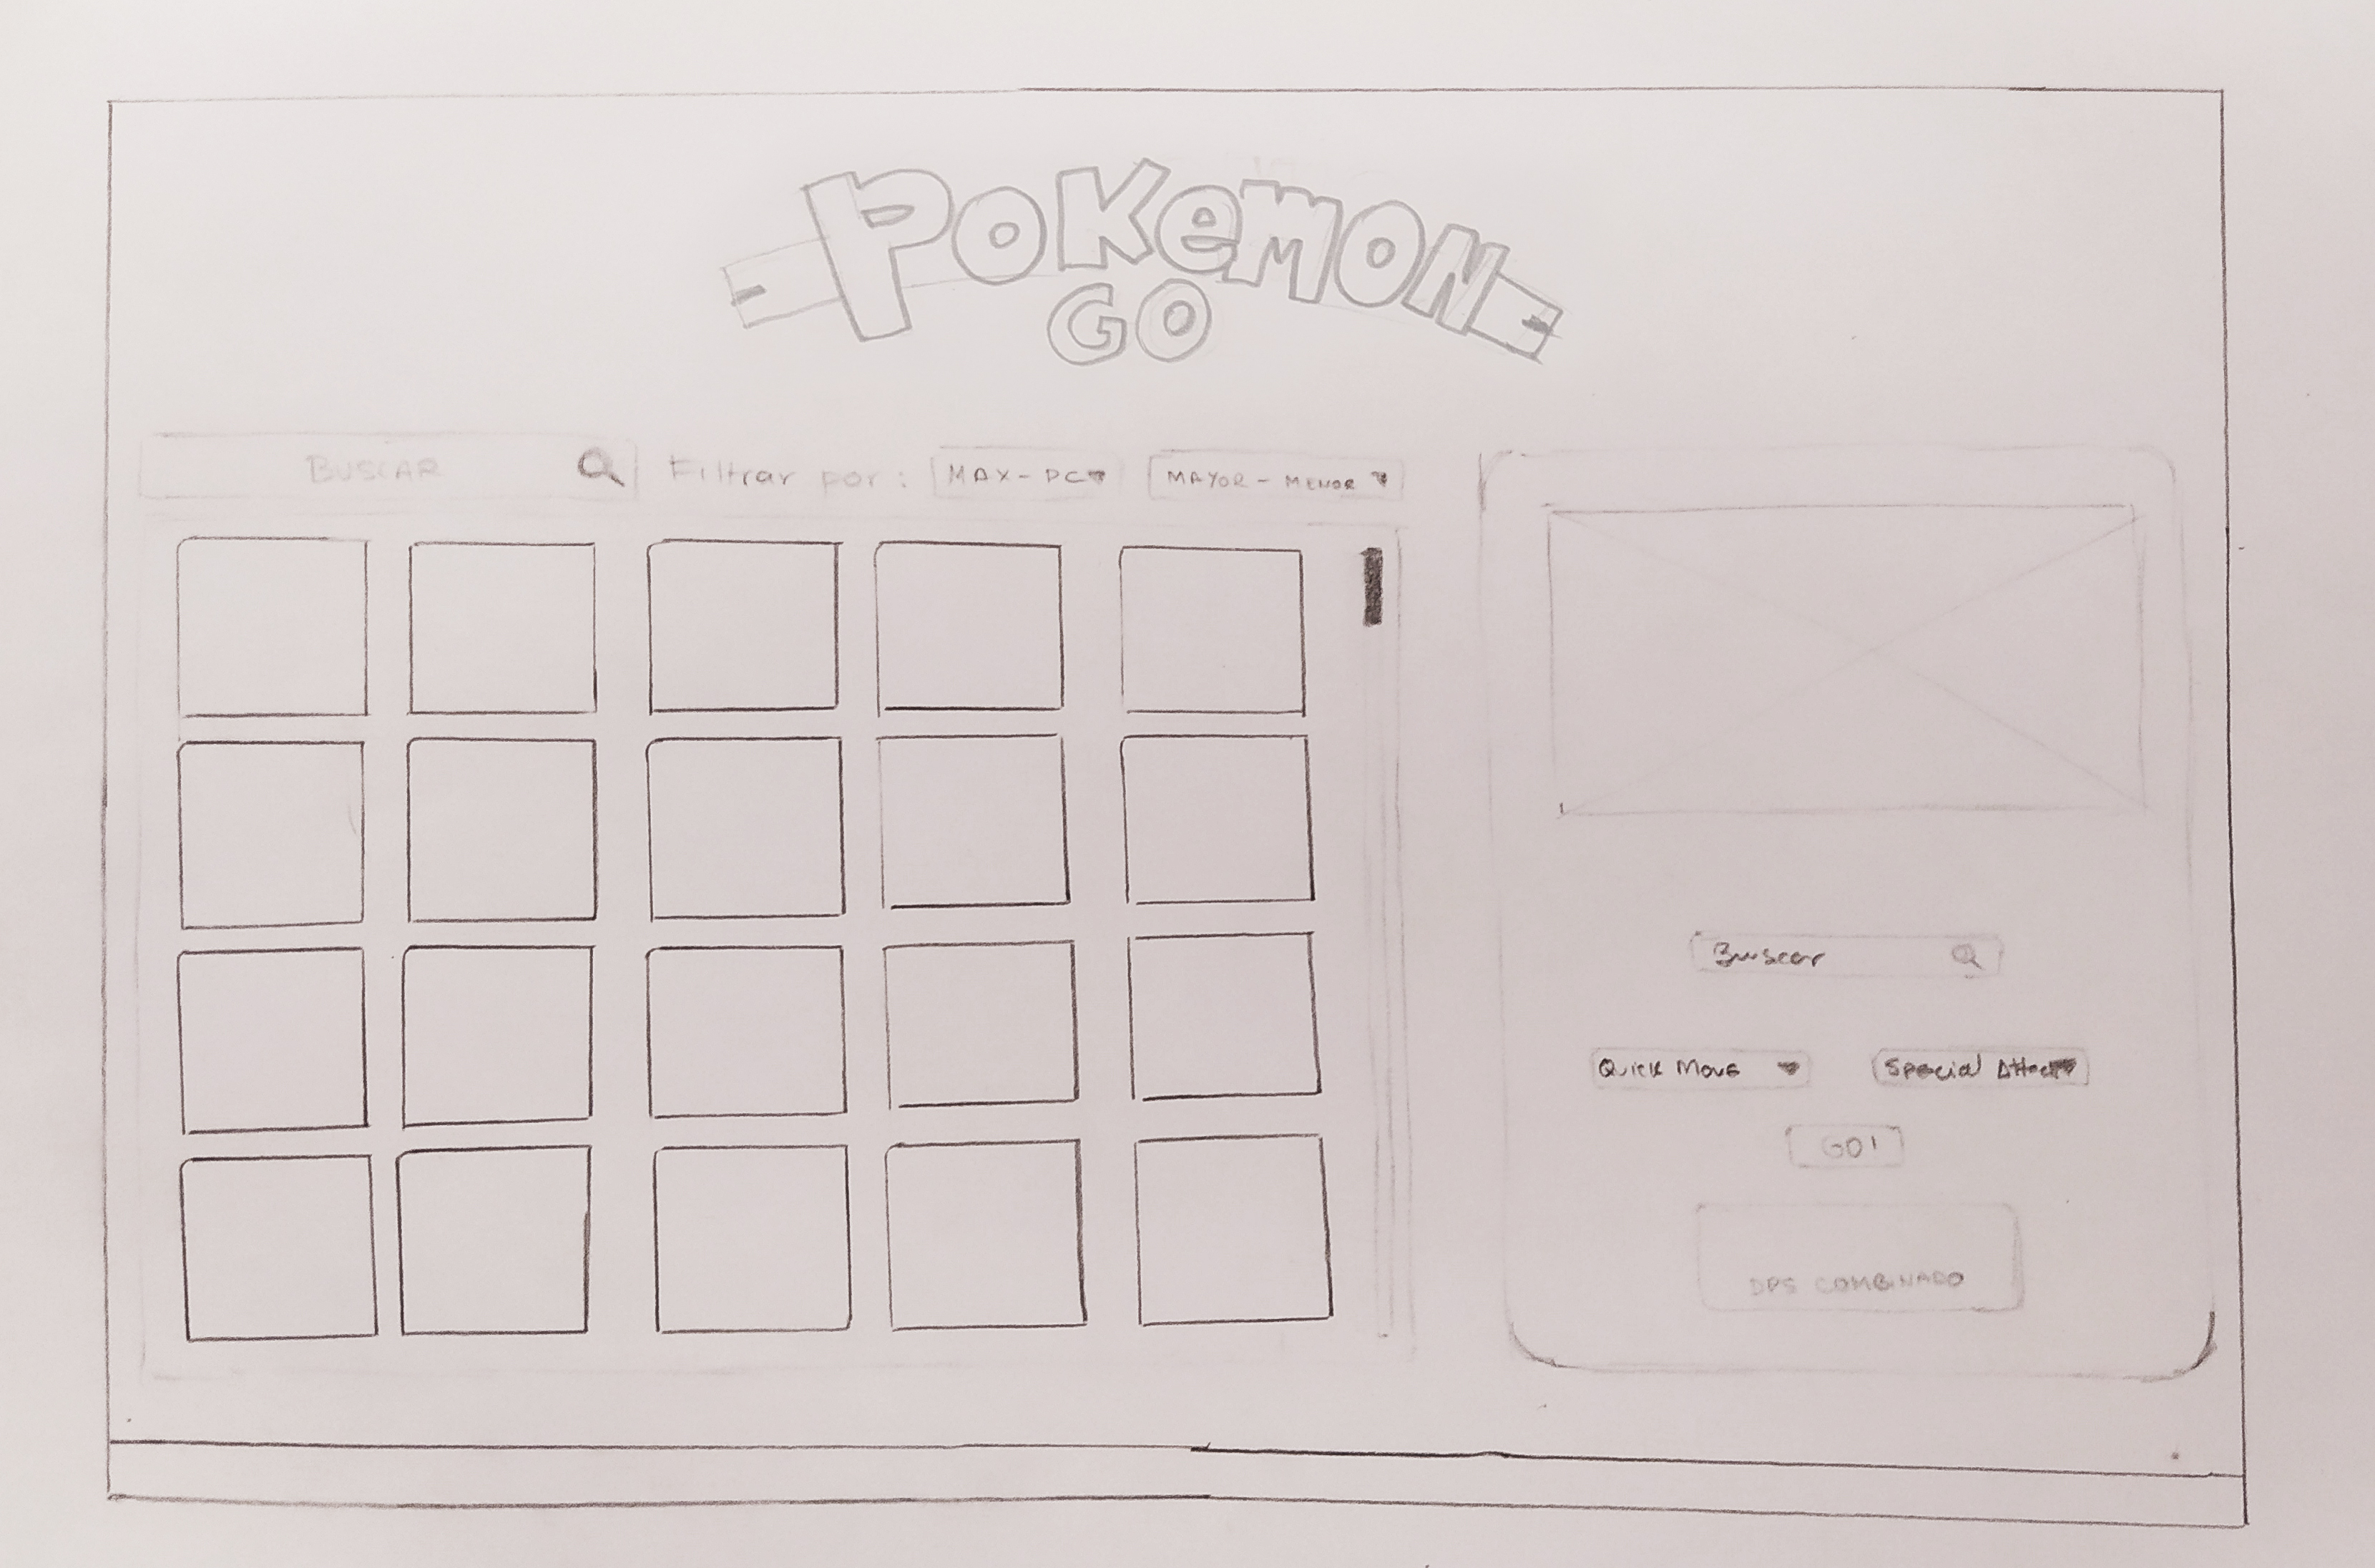 POKEMON
GO
BUSCAR
Filtrar por :
MAX-PC
MAYOR - MENOR
Buscar
Quick Move
Special Attack
GO!
DPS COMBINADO